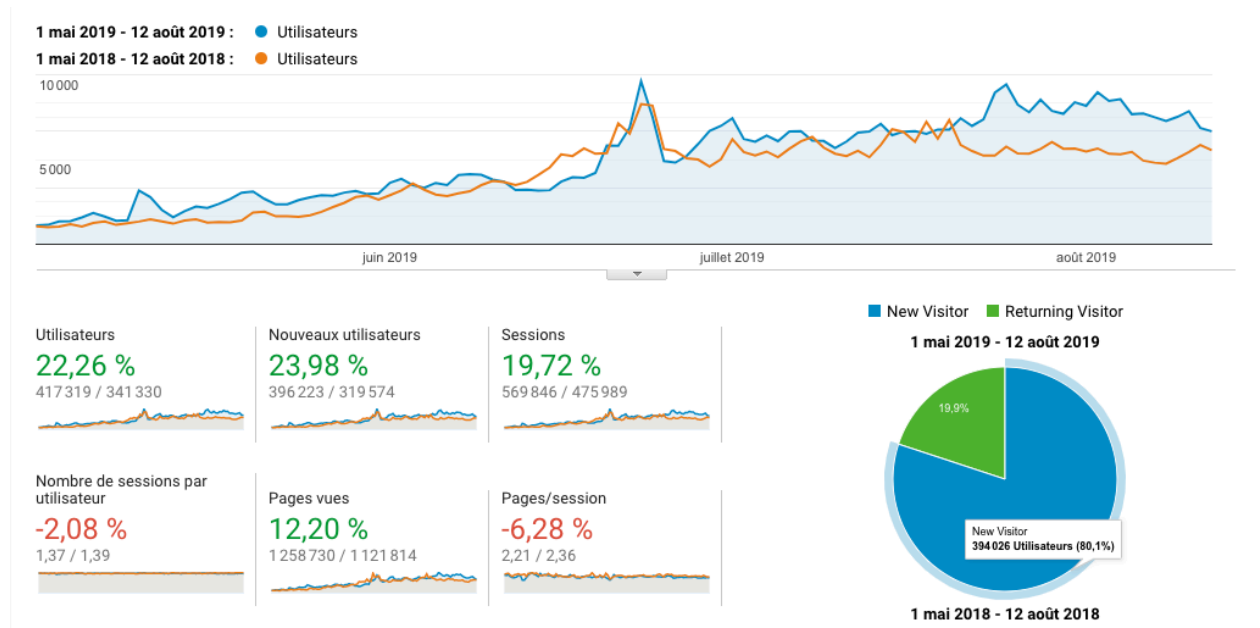 1 mai 2019 - 12 août 2019 : Utilisateurs
1 mai 2018 - 12 août 2018 : Utilisateurs
10 000
5 000
juin 2019 juillet 2019 août 2019
New Visitor Returning Visitor
1 mai 2019 - 12 août 2019
Utilisateurs
22,26 %
417 319 / 341 330
Nouveaux utilisateurs
23,98 %
396 223 / 319 574
Sessions
19,72 %
569 846 / 475 989
Nombre de sessions par
utilisateur
-2,08 %
1,37 / 1,39
Pages vues
12,20 %
1 258 730 / 1 121 814
Pages/session
-6,28 %
2,21 / 2,36
19,9%
New Visitor
394 026 Utilisateurs (80,1%)
1 mai 2018 - 12 août 2018